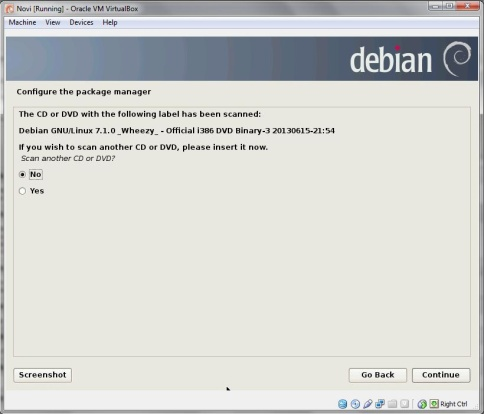 Novi [Running] - Oracle VM VirtualBox
Machine View Devices Help
debian
Configure the package manager
The CD or DVD with the following label has been scanned:
Debian GNU/Linux 7.1.0 _Wheezy_ - Official i386 DVD Binary-3 20130615-21:54
If you wish to scan another CD or DVD, please insert it now.
Scan another CD or DVD?
No
Yes
Screenshot Go Back Continue
Right Ctrl